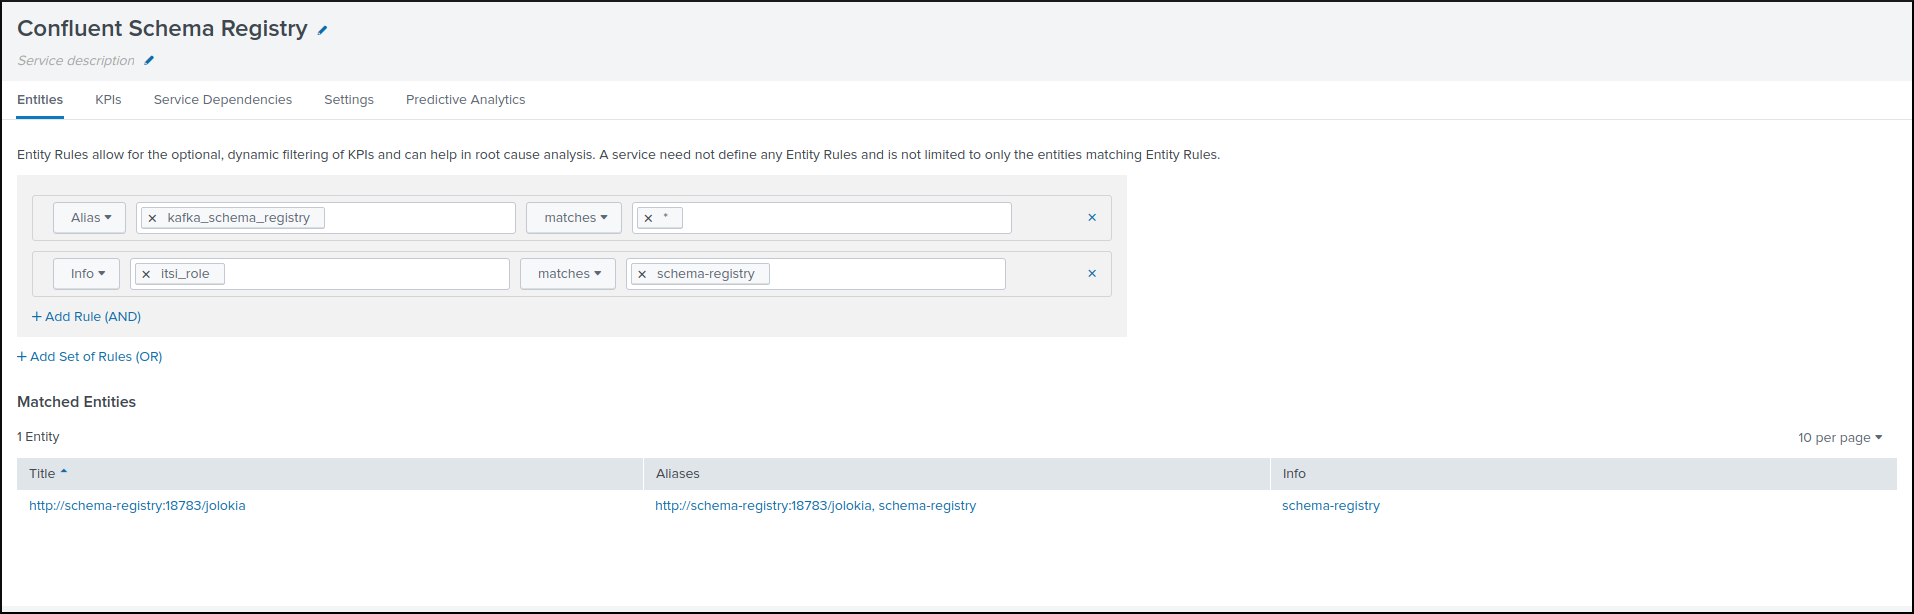 Confluent Schema Registry
Service description
Entities KPIs Service Dependencies Settings Predictive Analytics
Entity Rules allow for the optional, dynamic filtering of KPIs and can help in root cause analysis. A service need not define any Entity Rules and is not limited to only the entities matching Entity Rules.
Alias ▾ × kafka_schema_registry matches ▾ × * ×
Info ▾ × itsi_role matches ▾ × schema-registry ×
+ Add Rule (AND)
+ Add Set of Rules (OR)
Matched Entities
1 Entity 10 per page ▾
Title Aliases Info
http://schema-registry:18783/jolokia http://schema-registry:18783/jolokia, schema-registry schema-registry